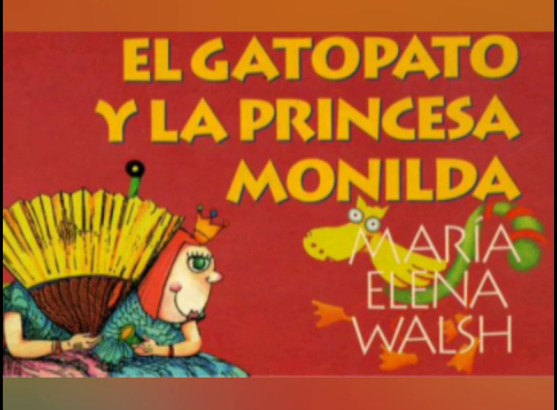 EL GATOPATO
Y LA PRINCESA
MONILDA
MARÍA
ELENA
WALSH